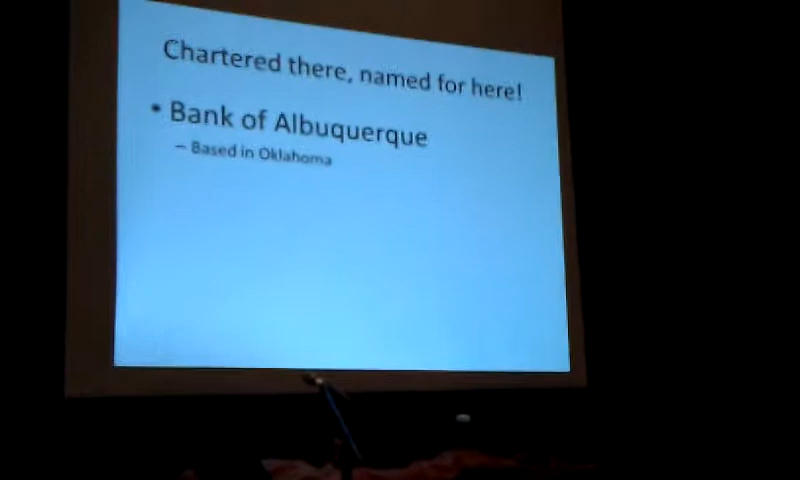 Chartered there, named for here!
• Bank of Albuquerque
– Based in Oklahoma